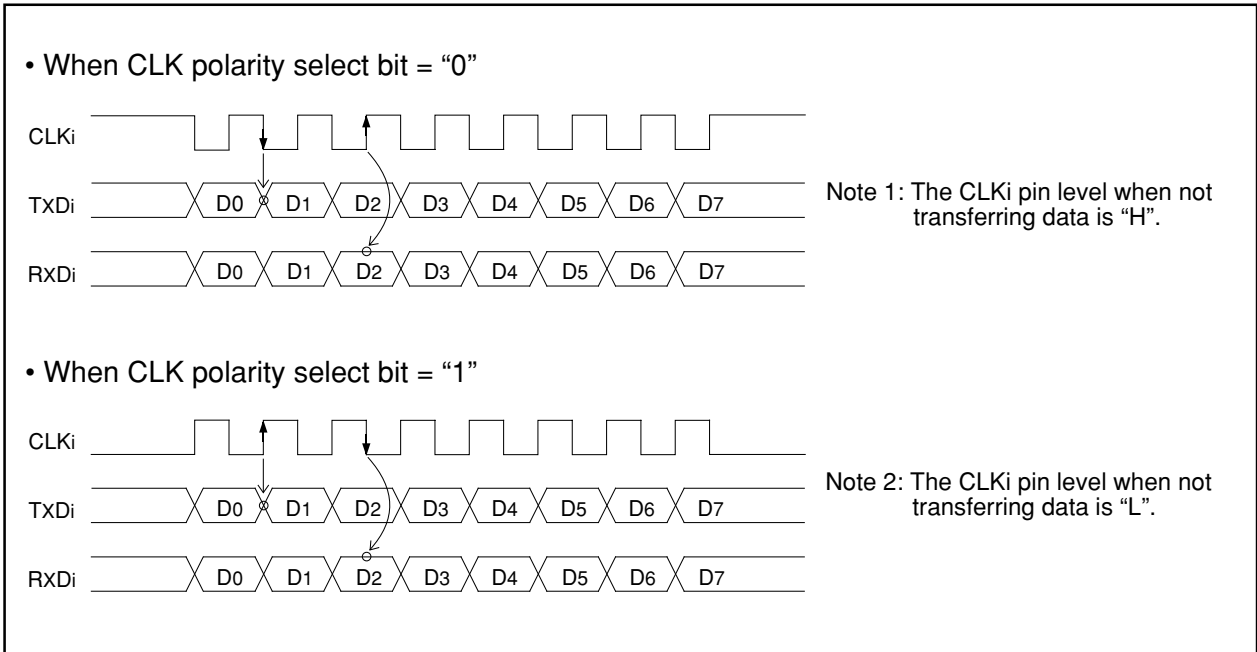 • When CLK polarity select bit = “0”
CLKi
TXDi D0 D1 D2 D3 D4 D5 D6 D7
RXDi D0 D1 D2 D3 D4 D5 D6 D7
Note 1: The CLKi pin level when not
transferring data is “H”.
• When CLK polarity select bit = “1”
CLKi
TXDi D0 D1 D2 D3 D4 D5 D6 D7
RXDi D0 D1 D2 D3 D4 D5 D6 D7
Note 2: The CLKi pin level when not
transferring data is “L”.